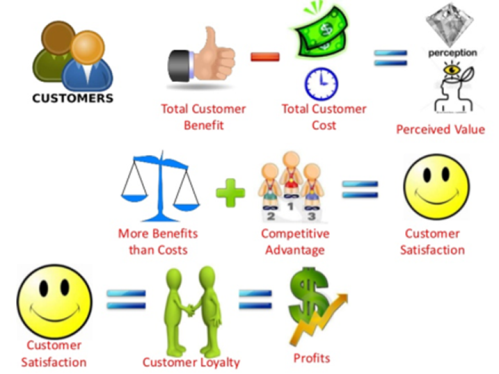 perception
CUSTOMERS
Total Customer
Benefit
Total Customer
Cost
Perceived Value
2 1 3
More Benefits
than Costs
Competitive
Advantage
Customer
Satisfaction
Customer
Satisfaction
Customer Loyalty
Profits